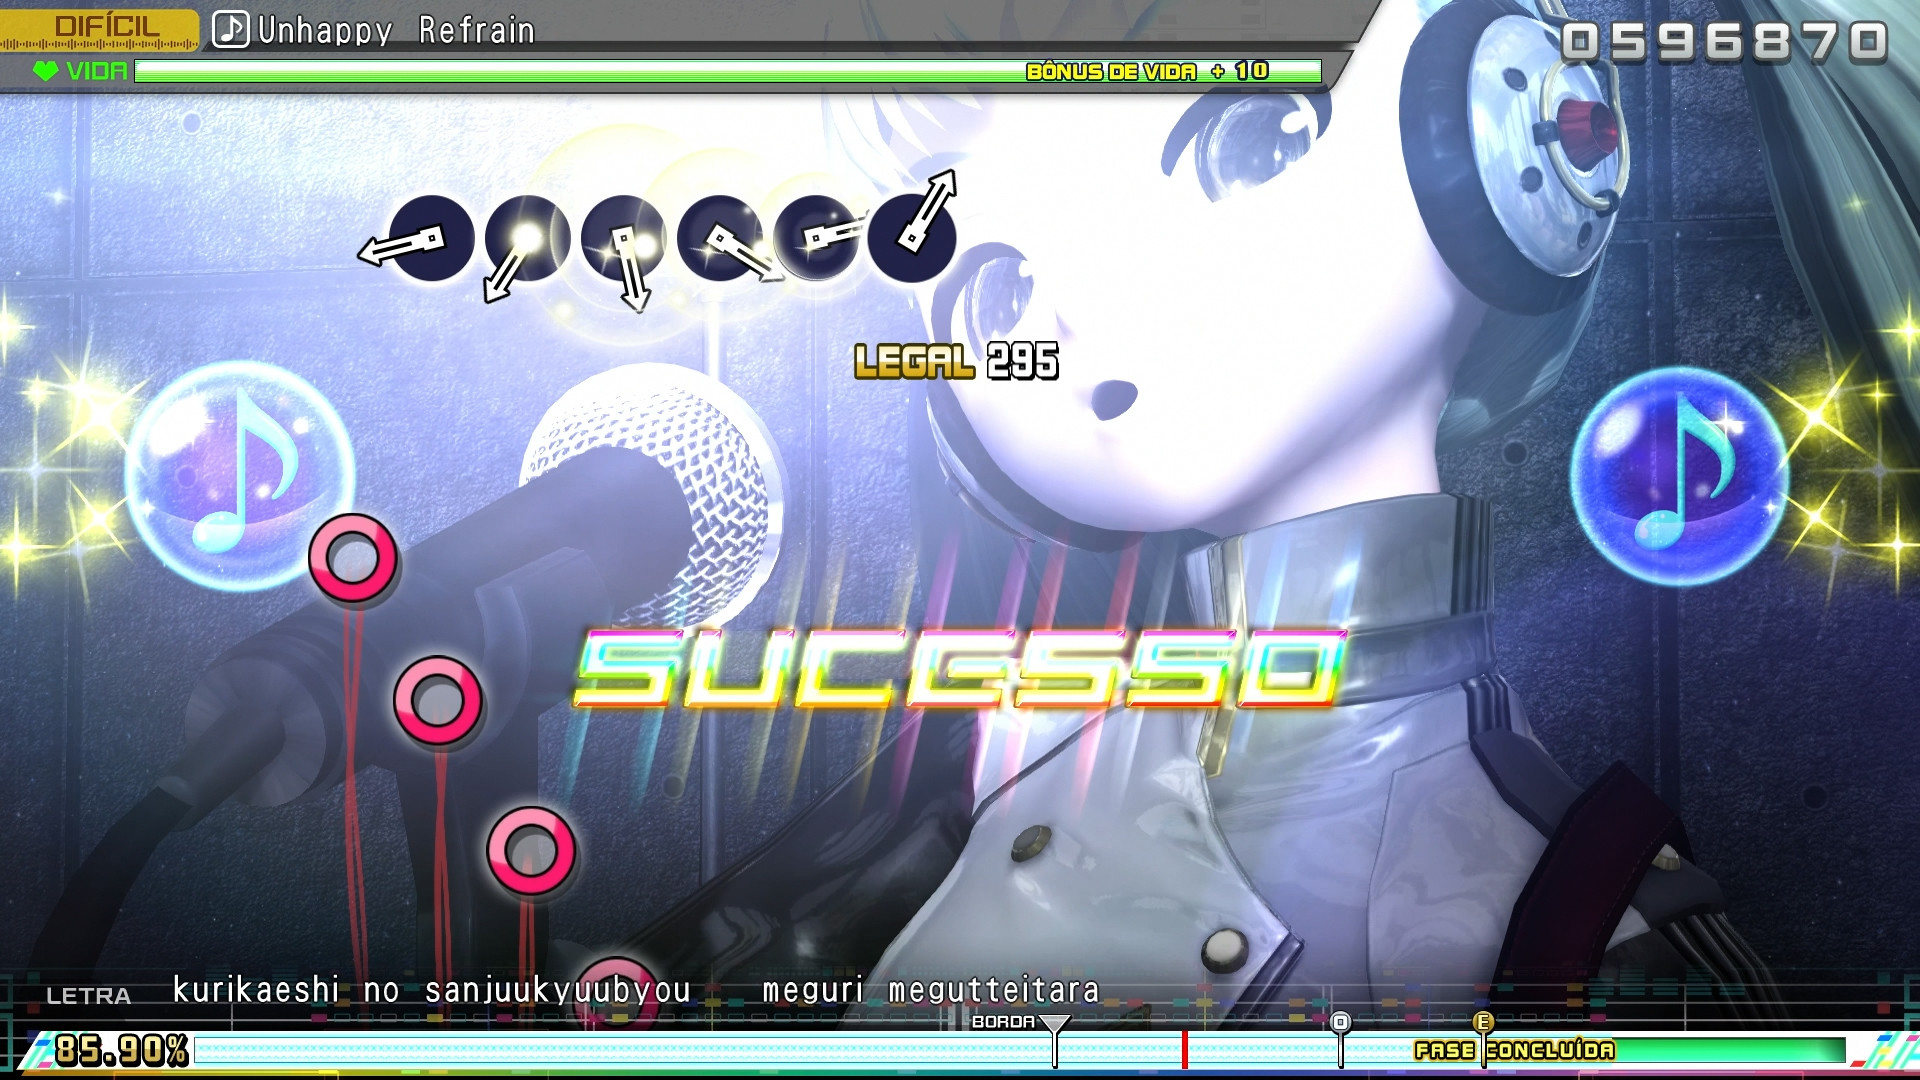 DIFÍCIL
Unhappy Refrain
0596870
VIDA
BÔNUS DE VIDA + 10
LEGAL 295
SUCESSO
LETRA
kurikaeshi no sanjuukyuubyou meguri megutteitara
BORDA
O
E
85.90%
FASE CONCLUÍDA